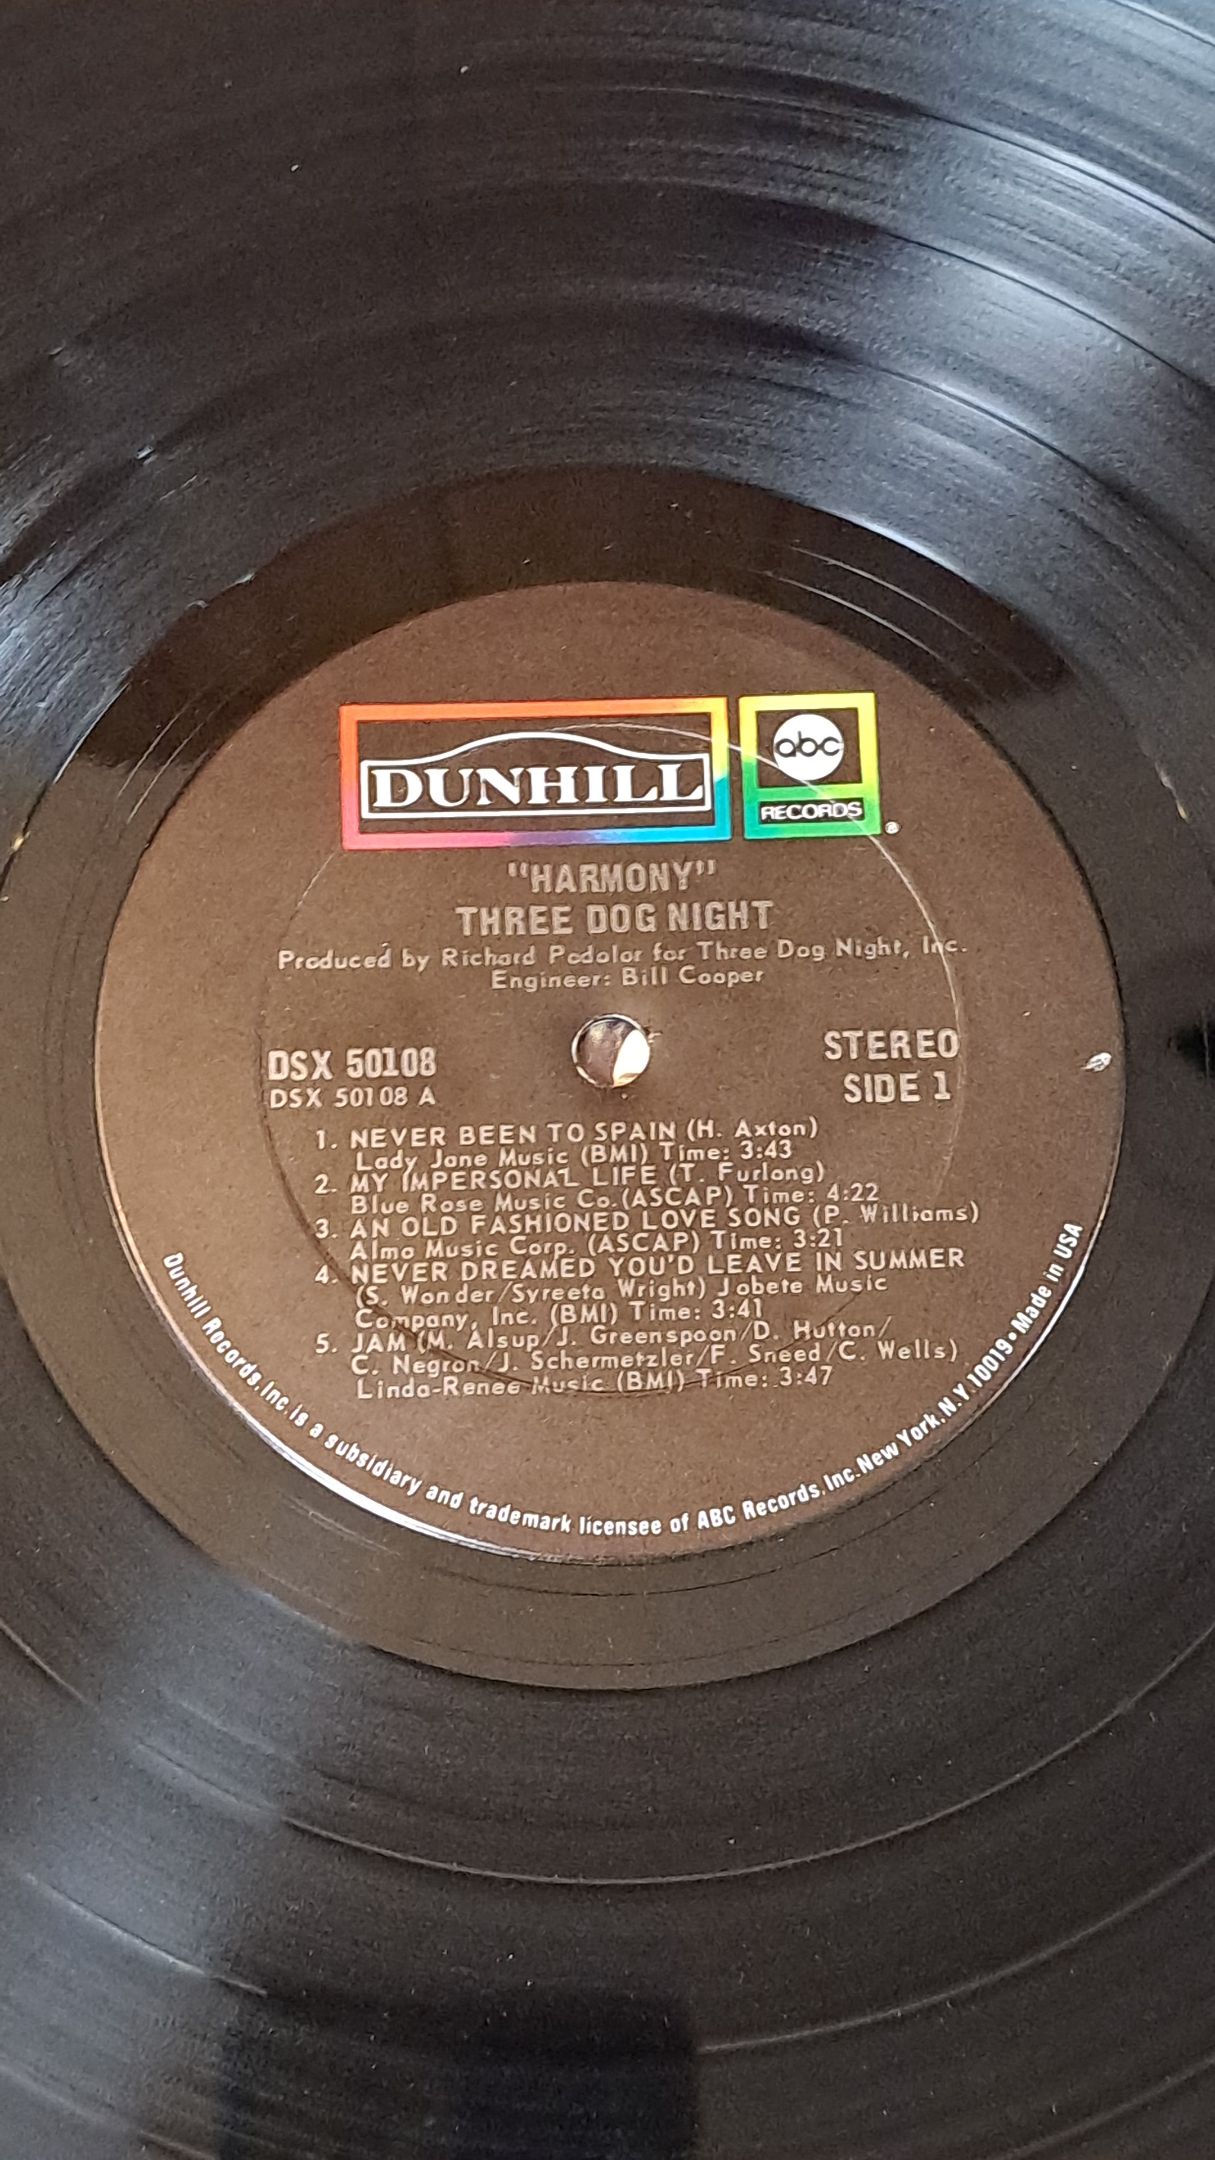 DUNHILL
abc
RECORDS
®
"HARMONY"
THREE DOG NIGHT
Produced by Richard Podolor for Three Dog Night, Inc.
Engineer: Bill Cooper
DSX 50108
DSX 50108 A
STEREO
SIDE 1
1. NEVER BEEN TO SPAIN (H. Axton)
Lady Jane Music (BMI) Time: 3:43
2. MY IMPERSONAL LIFE (T. Furlong)
Blue Rose Music Co. (ASCAP) Time: 4:22
3. AN OLD FASHIONED LOVE SONG (P. Williams)
Almo Music Corp. (ASCAP) Time: 3:21
4. NEVER DREAMED YOU'D LEAVE IN SUMMER
(S. Wonder/Syreeta Wright) Jobete Music
Company, Inc. (BMI) Time: 3:41
5. JAM (M. Alsup/J. Greenspoon/D. Hutton/
C. Negron/J. Schermetzler/F. Sneed/C. Wells)
Linda-Renee Music (BMI) Time: 3:47
Dunhill Records, Inc. is a subsidiary and trademark licensee of ABC Records, Inc. New York, N.Y. 10019 • Made in USA